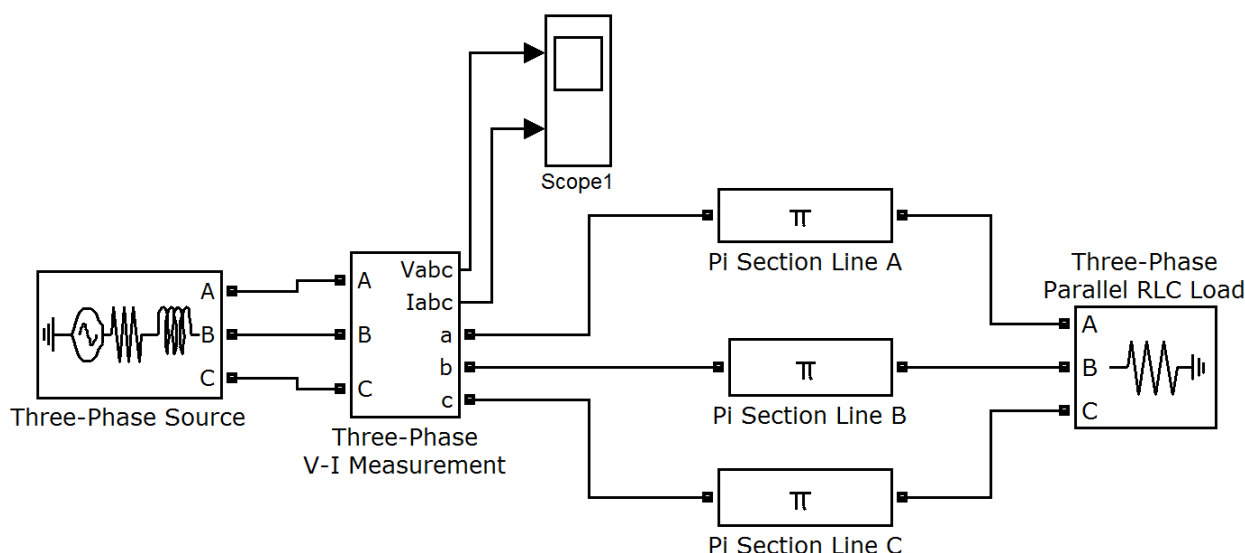 Scope1
Vabc
Iabc
a
b
c
A
B
C
A
B
C
Three-Phase Source
Three-Phase
V-I Measurement
π
Pi Section Line A
π
Pi Section Line B
π
Pi Section Line C
Three-Phase
Parallel RLC Load
A
B
C